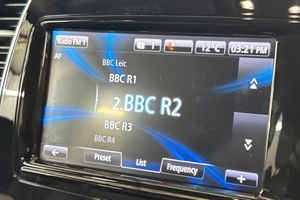 Radio FM 1 1 12°C 03:21 PM
AF
BBC Leic
BBC R1
2.BBC R2
BBC R3
BBC R4
Preset List Frequency